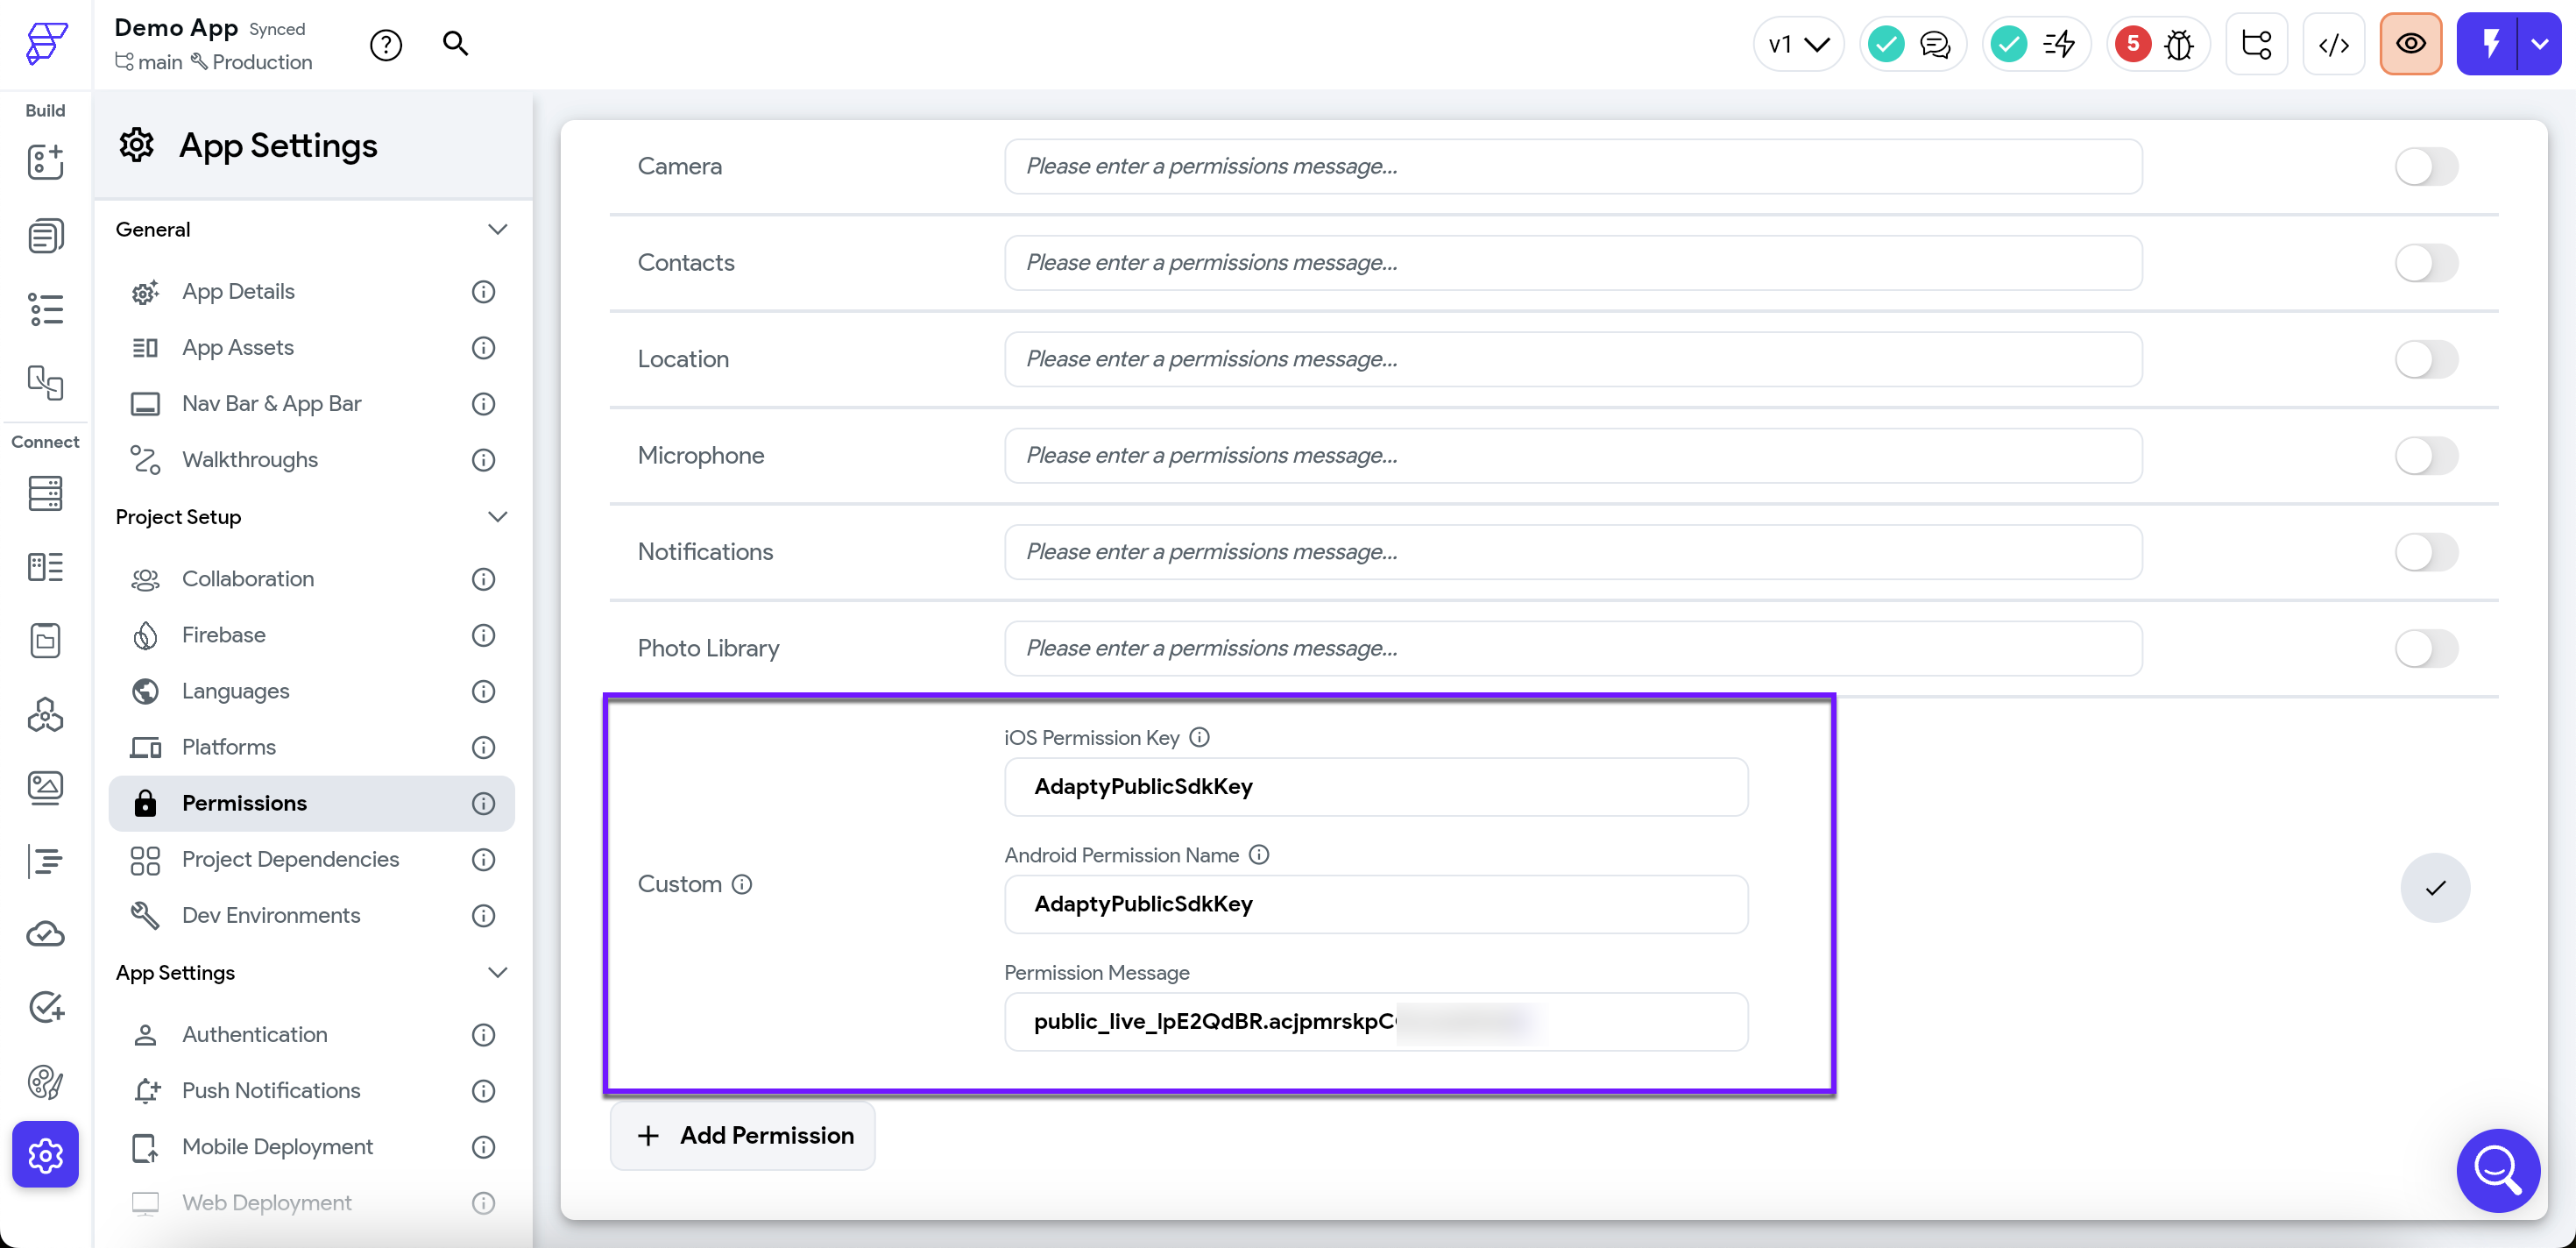 Demo App Synced
main Production
?
v1
5
Build
Connect
App Settings
General
App Details
App Assets
Nav Bar & App Bar
Walkthroughs
Project Setup
Collaboration
Firebase
Languages
Platforms
Permissions
Project Dependencies
Dev Environments
App Settings
Authentication
Push Notifications
Mobile Deployment
Web Deployment
Camera Please enter a permissions message...
Contacts Please enter a permissions message...
Location Please enter a permissions message...
Microphone Please enter a permissions message...
Notifications Please enter a permissions message...
Photo Library Please enter a permissions message...
Custom
iOS Permission Key
AdaptyPublicSdkKey
Android Permission Name
AdaptyPublicSdkKey
Permission Message
public_live_lpE2QdBR.acjpmrskpC
+ Add Permission